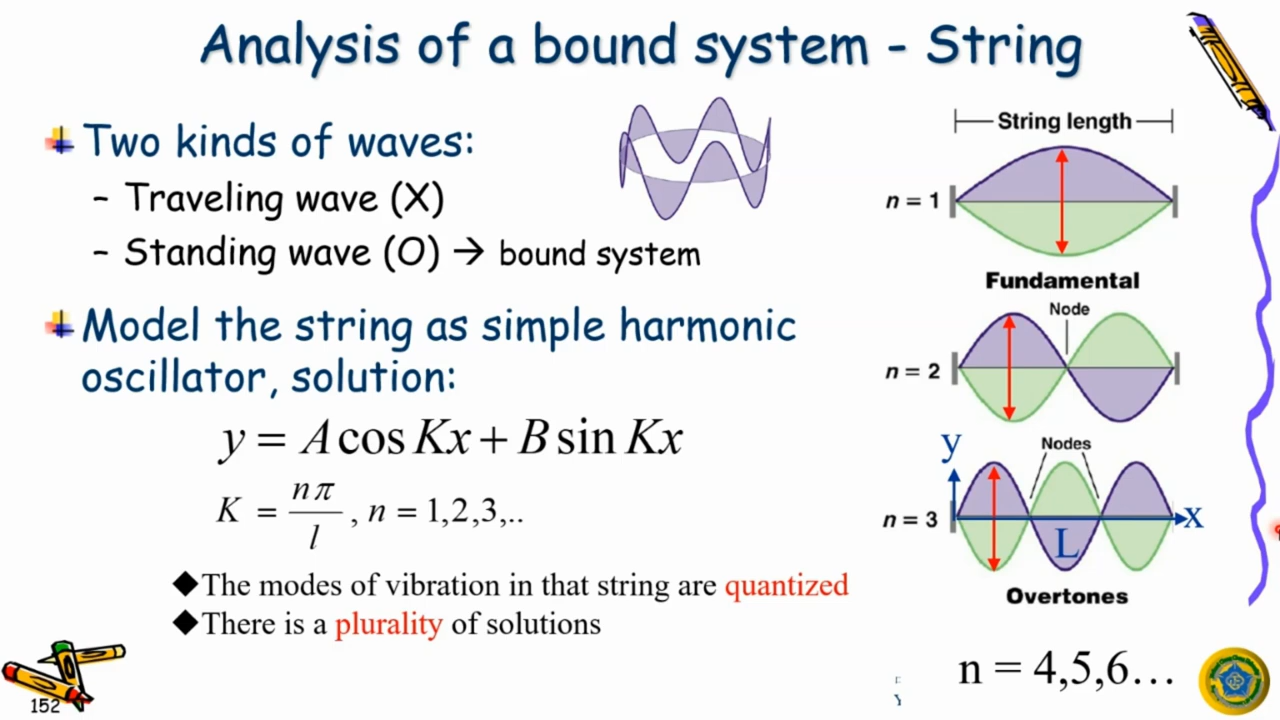 Analysis of a bound system - String
Two kinds of waves:
– Traveling wave (X)
– Standing wave (O) → bound system
Model the string as simple harmonic
oscillator, solution:
y = A cos Kx + B sin Kx
K = nπ/l , n = 1,2,3,..
◆The modes of vibration in that string are quantized
◆There is a plurality of solutions
152
String length
n = 1
Fundamental
Node
n = 2
y
Nodes
n = 3
x
L
Overtones
n = 4,5,6…